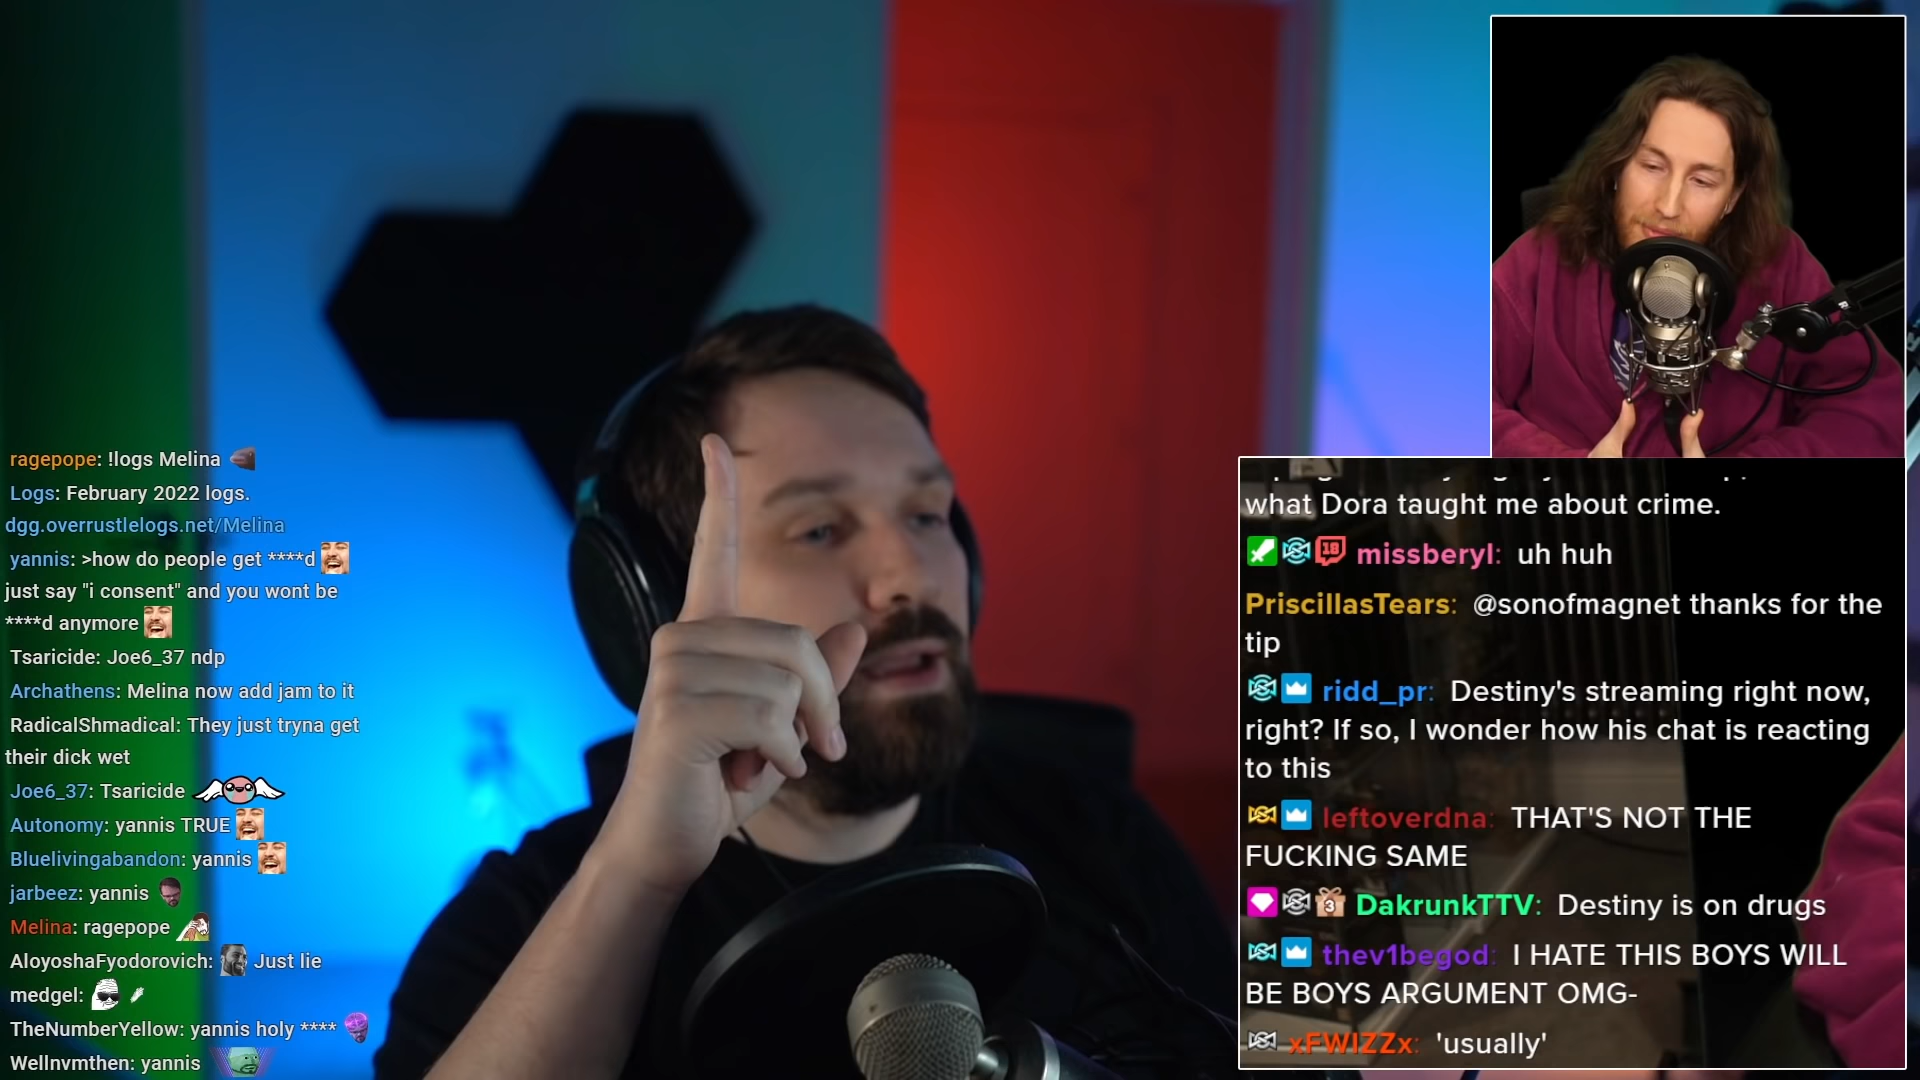 ragepope: !logs Melina
Logs: February 2022 logs.
dgg.overrustlelogs.net/Melina
yannis: >how do people get ****d
just say "i consent" and you wont be
****d anymore
Tsaricide: Joe6_37 ndp
Archathens: Melina now add jam to it
RadicalShmadical: They just tryna get
their dick wet
Joe6_37: Tsaricide
Autonomy: yannis TRUE
Bluelivingabandon: yannis
jarbeez: yannis
Melina: ragepope
AloyoshaFyodorovich: Just lie
medgel:
TheNumberYellow: yannis holy ****
Wellnvmthen: yannis
what Dora taught me about crime.
18 missberyl: uh huh
PriscillasTears: @sonofmagnet thanks for the
tip
ridd_pr: Destiny's streaming right now,
right? If so, I wonder how his chat is reacting
to this
leftoverdna: THAT'S NOT THE
FUCKING SAME
3 DakrunkTTV: Destiny is on drugs
thev1begod: I HATE THIS BOYS WILL
BE BOYS ARGUMENT OMG-
xFWIZZx: 'usually'